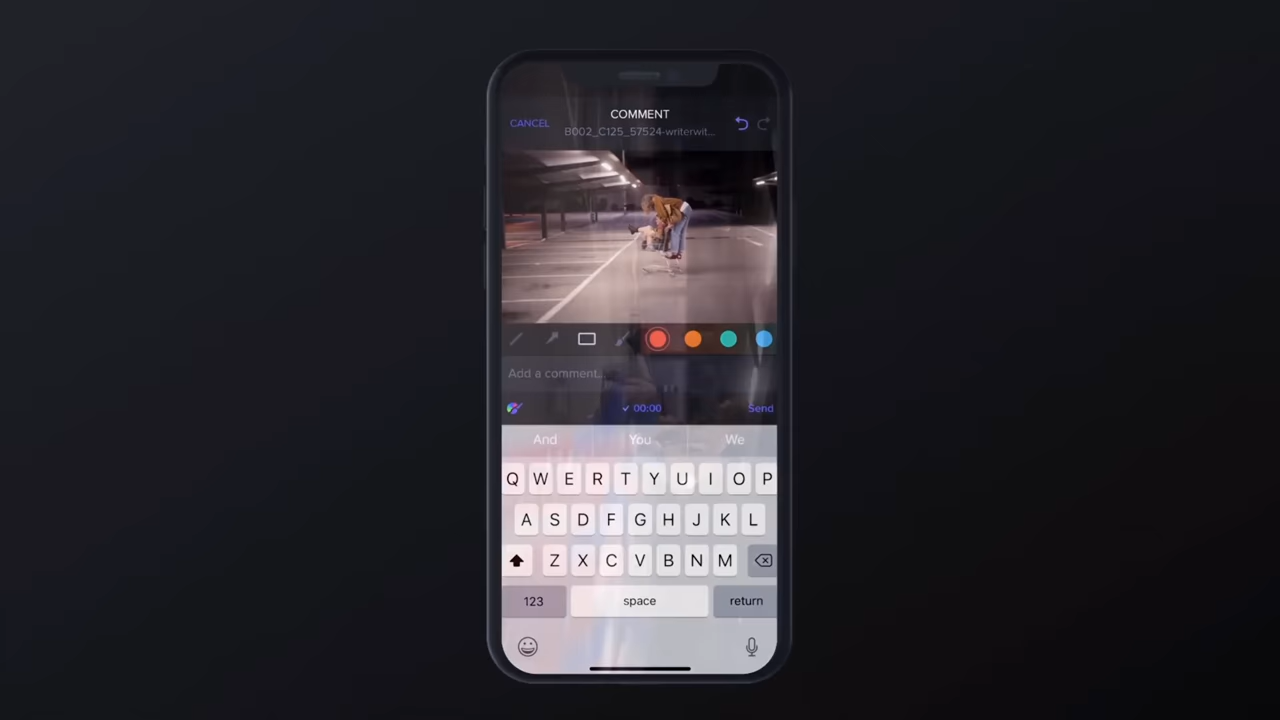 COMMENT
CANCEL
B002_C125_57524-writerwit...
Add a comment...
00:00
Send
And
You
We
Q W E R T Y U I O P
A S D F G H J K L
Z X C V B N M
123
space
return